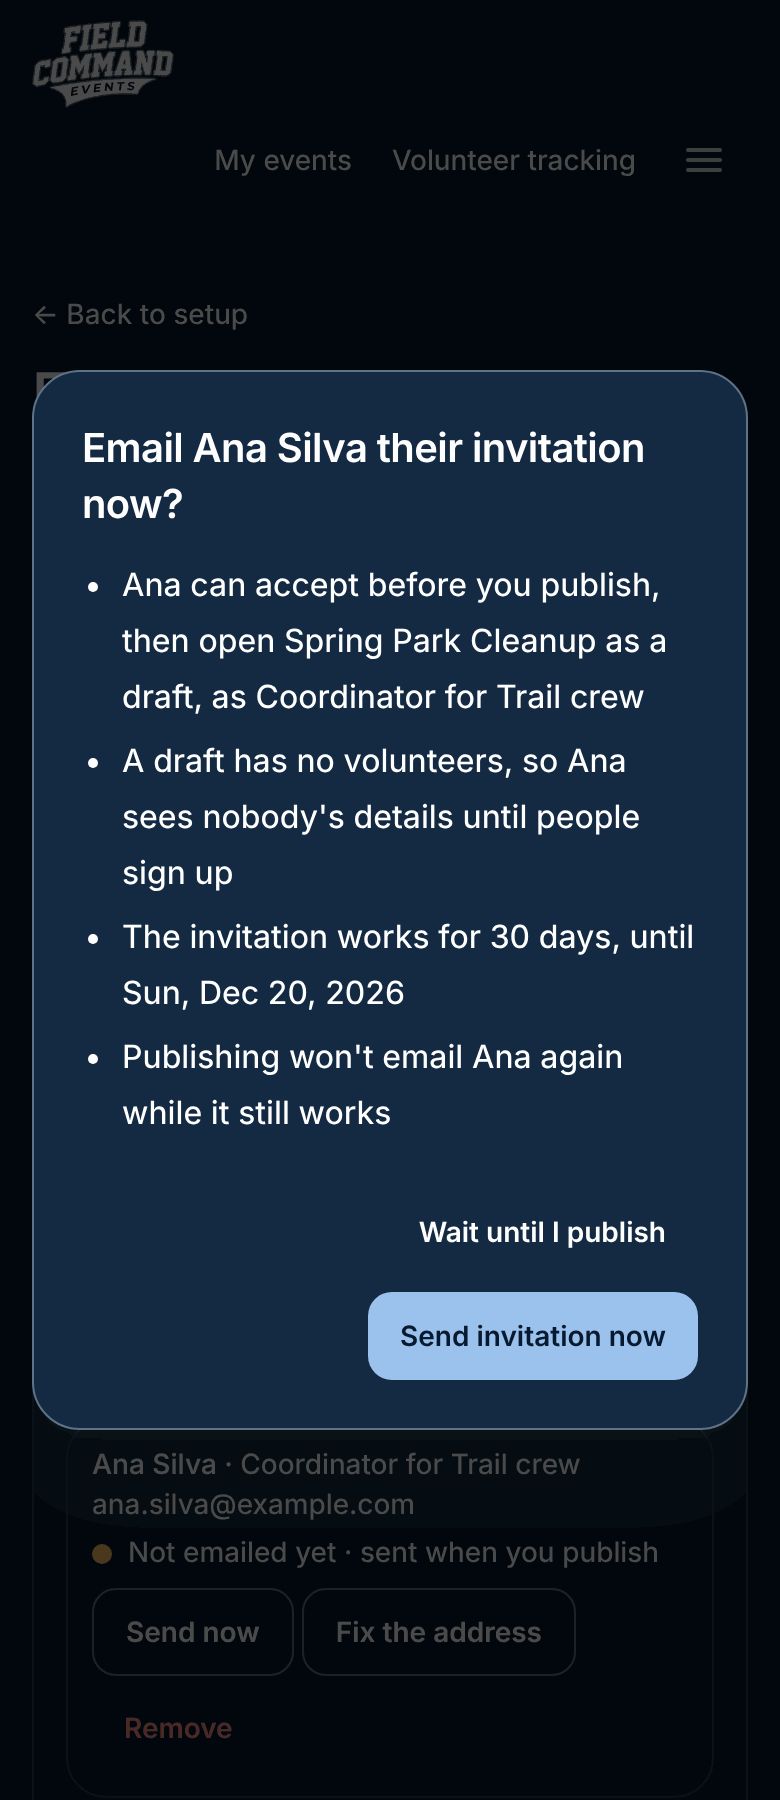 FIELD
COMMAND
EVENTS
My events
Volunteer tracking
← Back to setup
Email Ana Silva their invitation
now?
• Ana can accept before you publish,
then open Spring Park Cleanup as a
draft, as Coordinator for Trail crew
• A draft has no volunteers, so Ana
sees nobody's details until people
sign up
• The invitation works for 30 days, until
Sun, Dec 20, 2026
• Publishing won't email Ana again
while it still works
Wait until I publish
Send invitation now
Ana Silva · Coordinator for Trail crew
ana.silva@example.com
Not emailed yet · sent when you publish
Send now
Fix the address
Remove